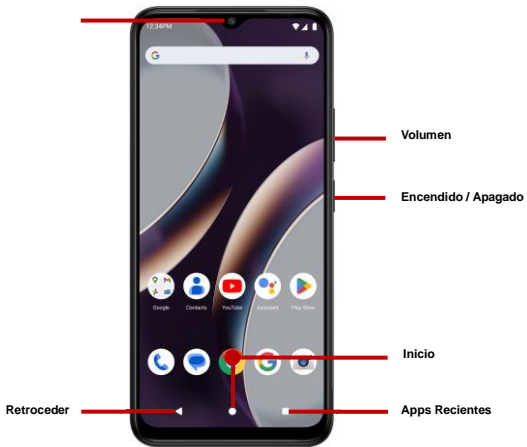 12:34PM
Volumen
Encendido / Apagado
Google
Contacts
YouTube
Assistant
Play Store
Inicio
Retroceder
Apps Recientes